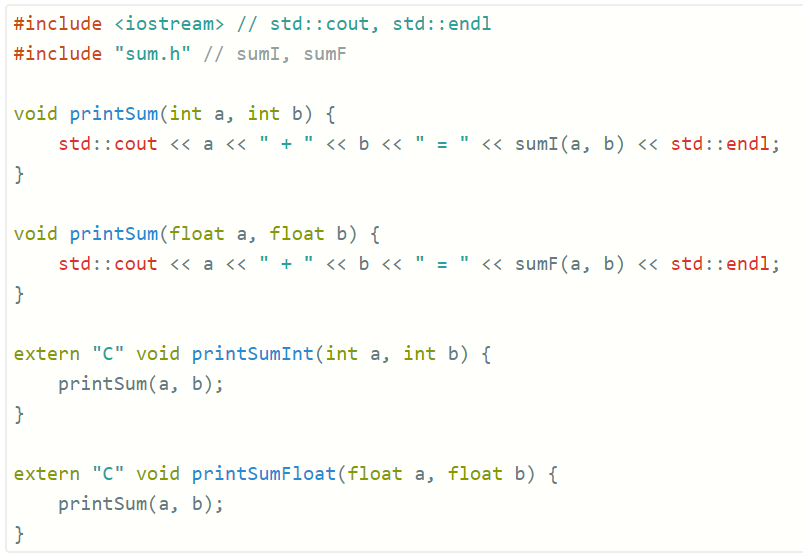 #include <iostream> // std::cout, std::endl
#include "sum.h" // sumI, sumF
void printSum(int a, int b) {
std::cout << a << " + " << b << " = " << sumI(a, b) << std::endl;
}
void printSum(float a, float b) {
std::cout << a << " + " << b << " = " << sumF(a, b) << std::endl;
}
extern "C" void printSumInt(int a, int b) {
printSum(a, b);
}
extern "C" void printSumFloat(float a, float b) {
printSum(a, b);
}